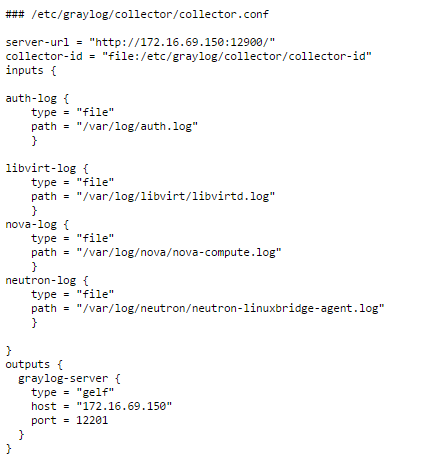 ### /etc/graylog/collector/collector.conf

server-url = "http://172.16.69.150:12900/"
collector-id = "file:/etc/graylog/collector/collector-id"
inputs {

auth-log {
    type = "file"
    path = "/var/log/auth.log"
    }

libvirt-log {
    type = "file"
    path = "/var/log/libvirt/libvirtd.log"
    }
nova-log {
    type = "file"
    path = "/var/log/nova/nova-compute.log"
    }
neutron-log {
    type = "file"
    path = "/var/log/neutron/neutron-linuxbridge-agent.log"
    }

}
outputs {
  graylog-server {
    type = "gelf"
    host = "172.16.69.150"
    port = 12201
  }
}